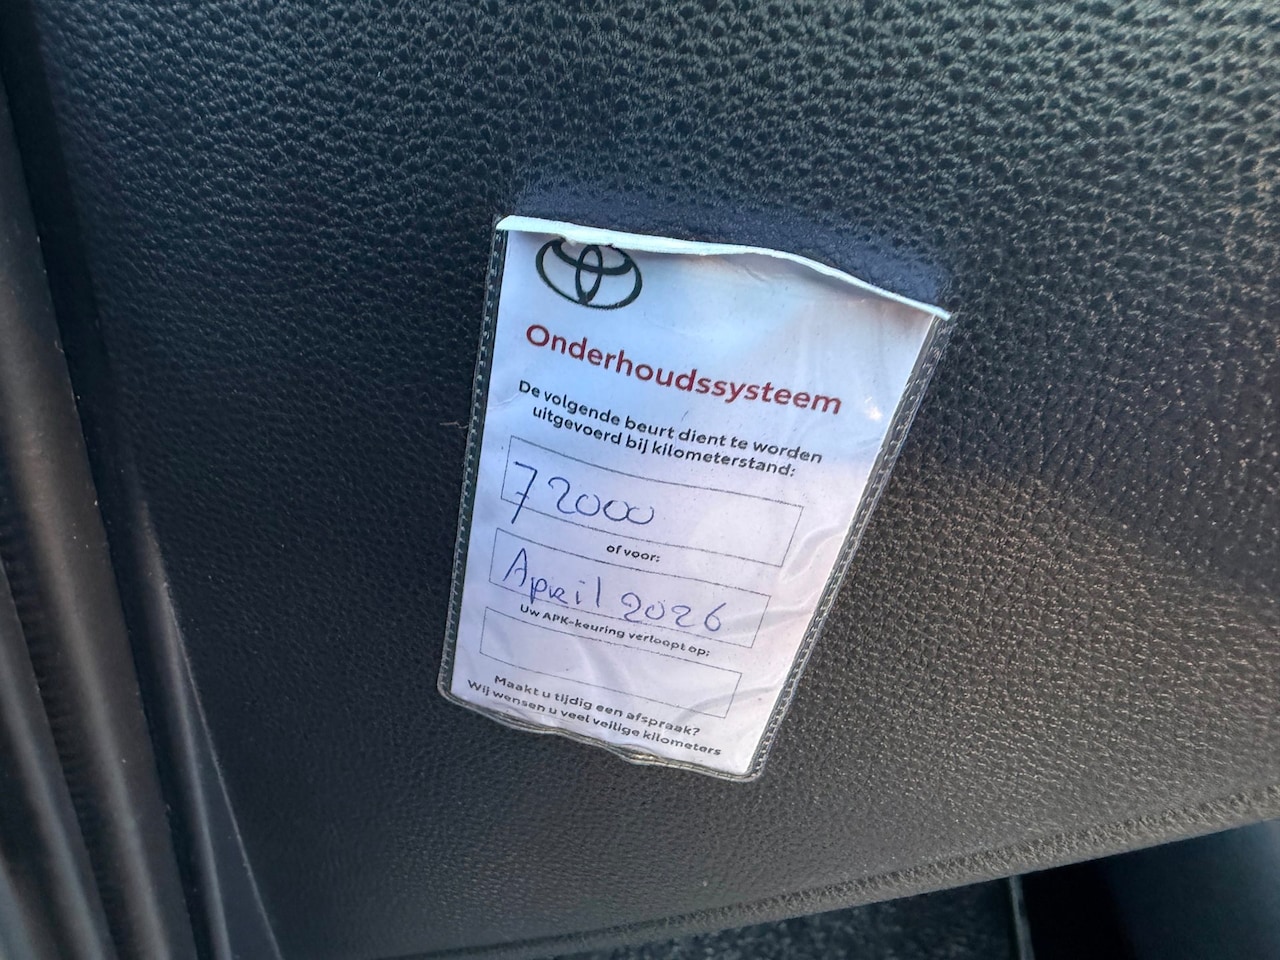 Onderhoudssysteem
De volgende beurt dient te worden
uitgevoerd bij kilometerstand:
72000
of voor:
April 2026
Uw APK-keuring verloopt op:
Maakt u tijdig een afspraak?
Wij wensen u veel veilige kilometers